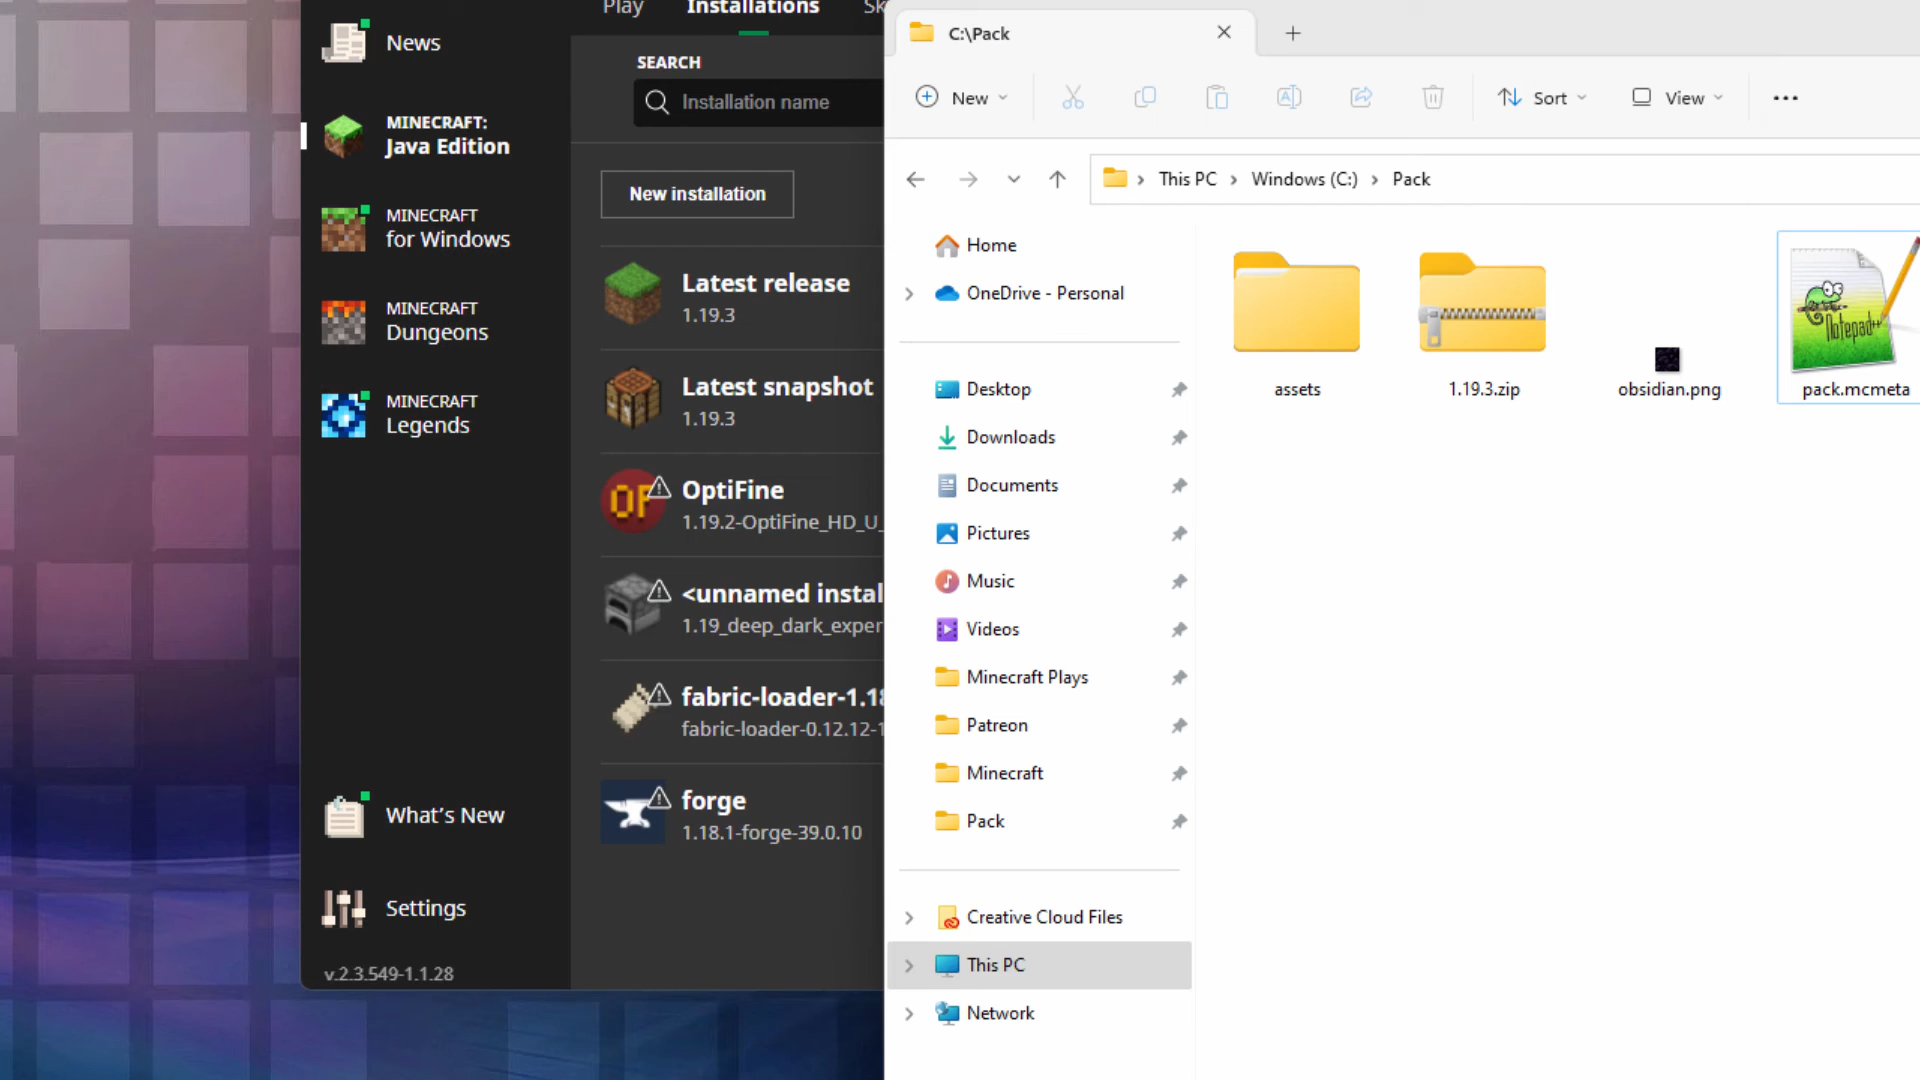 News
MINECRAFT:
Java Edition
MINECRAFT
for Windows
MINECRAFT
Dungeons
MINECRAFT
Legends
What's New
Settings
v.2.3.549-1.1.28
Play
Installations
Sk
SEARCH
Installation name
New installation
Latest release
1.19.3
Latest snapshot
1.19.3
OF
OptiFine
1.19.2-OptiFine_HD_U_
<unnamed instal
1.19_deep_dark_exper
fabric-loader-1.18
fabric-loader-0.12.12-1
forge
1.18.1-forge-39.0.10
C:\Pack
New
Sort
View
This PC
Windows (C:)
Pack
Home
OneDrive - Personal
Desktop
Downloads
Documents
Pictures
Music
Videos
Minecraft Plays
Patreon
Minecraft
Pack
Creative Cloud Files
This PC
Network
assets
1.19.3.zip
obsidian.png
Notepad++
pack.mcmeta